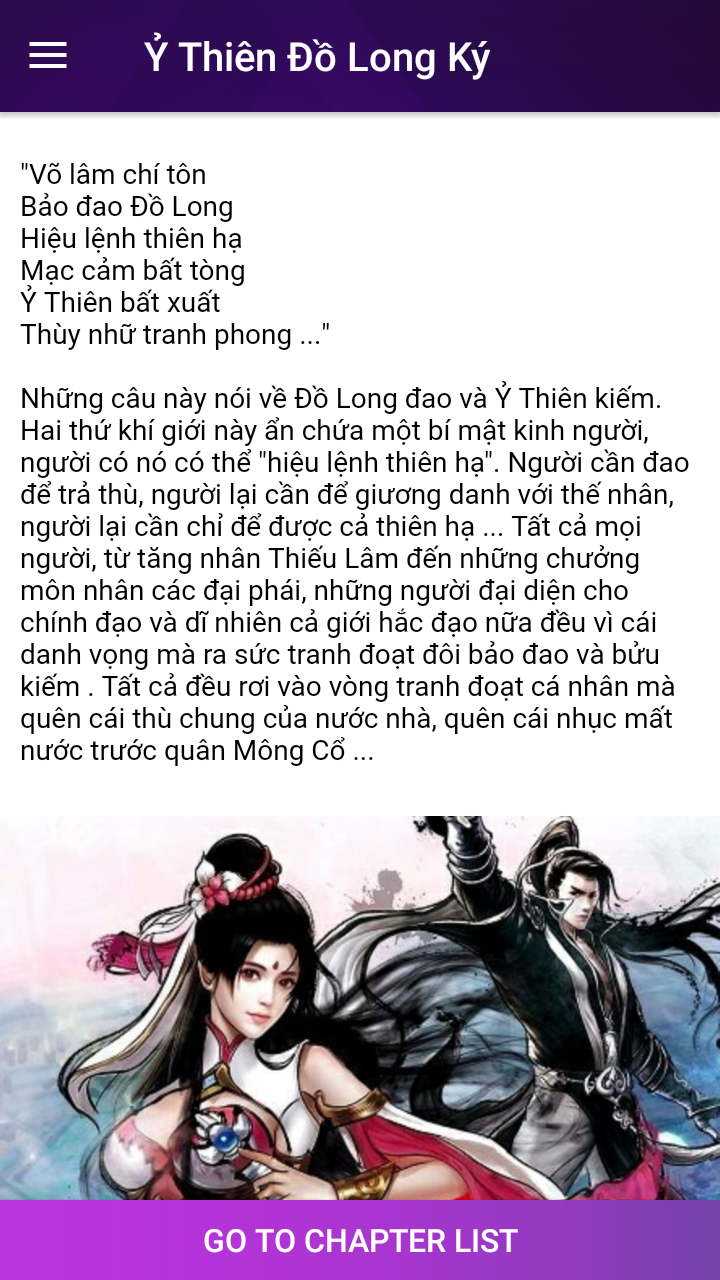 Ỷ Thiên Đồ Long Ký
"Võ lâm chí tôn
Bảo đao Đồ Long
Hiệu lệnh thiên hạ
Mạc cảm bất tòng
Ỷ Thiên bất xuất
Thùy nhữ tranh phong ..."
Những câu này nói về Đồ Long đao và Ỷ Thiên kiếm.
Hai thứ khí giới này ẩn chứa một bí mật kinh người,
người có nó có thể "hiệu lệnh thiên hạ". Người cần đao
để trả thù, người lại cần để giương danh với thế nhân,
người lại cần chỉ để được cả thiên hạ ... Tất cả mọi
người, từ tăng nhân Thiếu Lâm đến những chưởng
môn nhân các đại phái, những người đại diện cho
chính đạo và dĩ nhiên cả giới hắc đạo nữa đều vì cái
danh vọng mà ra sức tranh đoạt đôi bảo đao và bửu
kiếm . Tất cả đều rơi vào vòng tranh đoạt cá nhân mà
quên cái thù chung của nước nhà, quên cái nhục mất
nước trước quân Mông Cổ ...
GO TO CHAPTER LIST